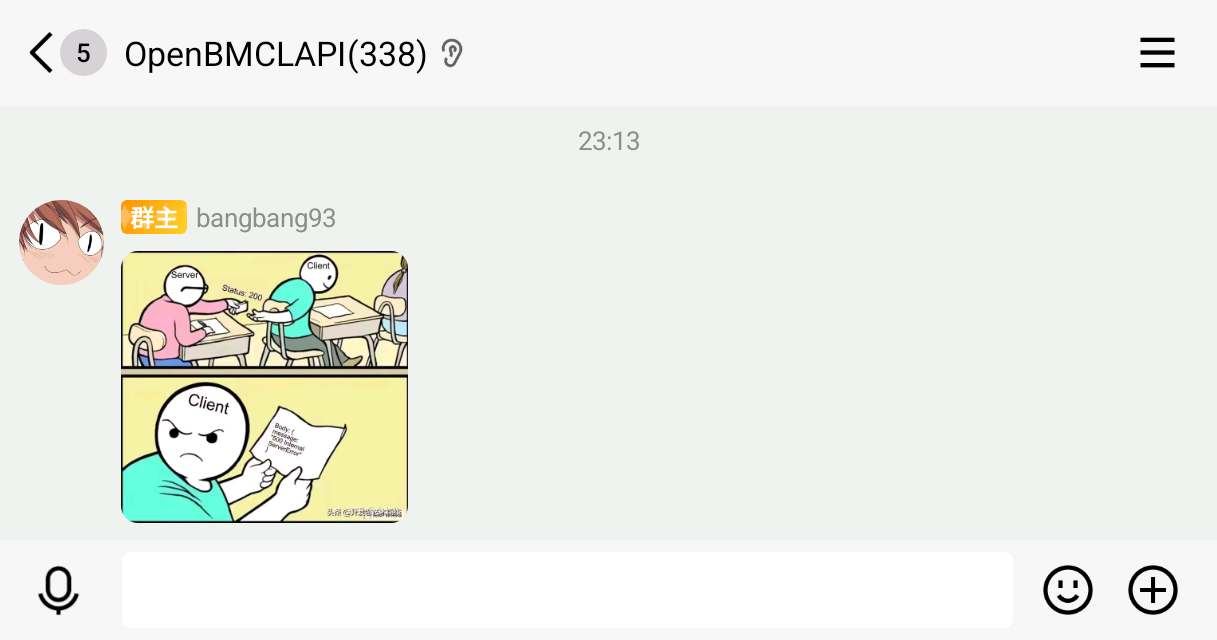 5 OpenBMCLAPI(338)
23:13
群主 bangbang93
Server
Client
Status: 200
Client
Body: {
message:
"500 Internal
ServerError"
}